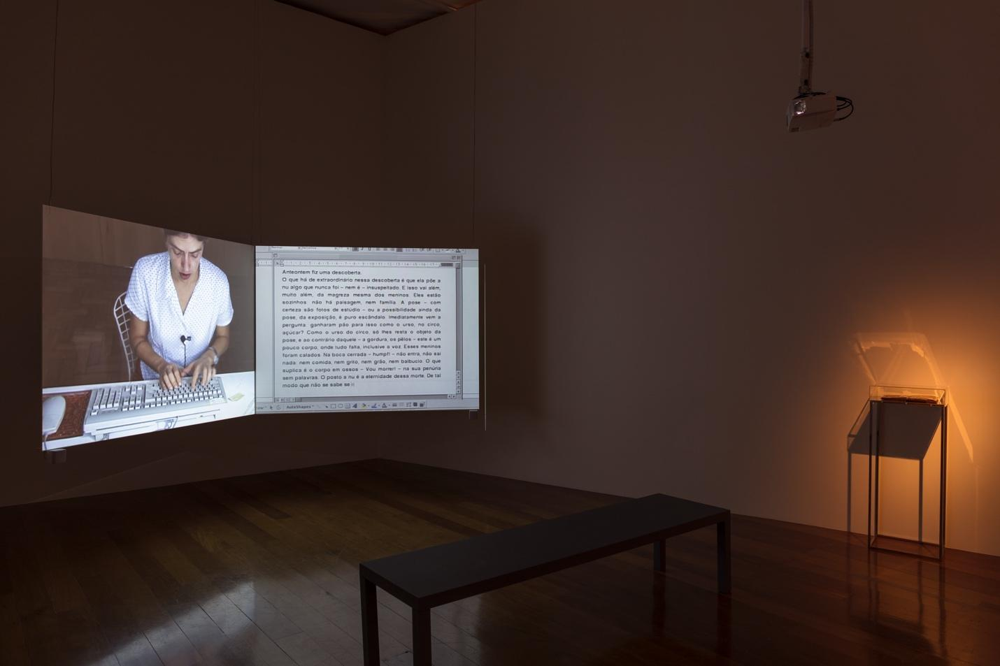 Anteontem fiz uma descoberta.
O que há de extraordinário nessa descoberta é que ela põe a
nu algo que nunca foi – nem é – insuspeitado. E isso vai além,
muito além, da magreza mesma dos meninos. Eles estão
sozinhos: não há paisagem, nem família. A pose – com
certeza são fotos de estúdio – ou a possibilidade ainda da
pose, da exposição, é puro escândalo. Imediatamente vem a
pergunta: ganharam pão para isso como o urso, no circo,
açúcar? Como o urso do circo, só lhes resta o objeto da
pose, e ao contrário daquele – a gordura, os pêlos – este é um
pouco corpo, onde tudo falta, inclusive a voz. Esses meninos
foram calados. Na boca cerrada – humpf! – não entra, não sai
nada: nem comida, nem grito, nem grão, nem balbucio. O que
suplica é o corpo em ossos – Vou morrer! – na sua penúria
sem palavras. O posto a nu é a eternidade dessa morte. De tal
modo que não se sabe se
AutoShapes